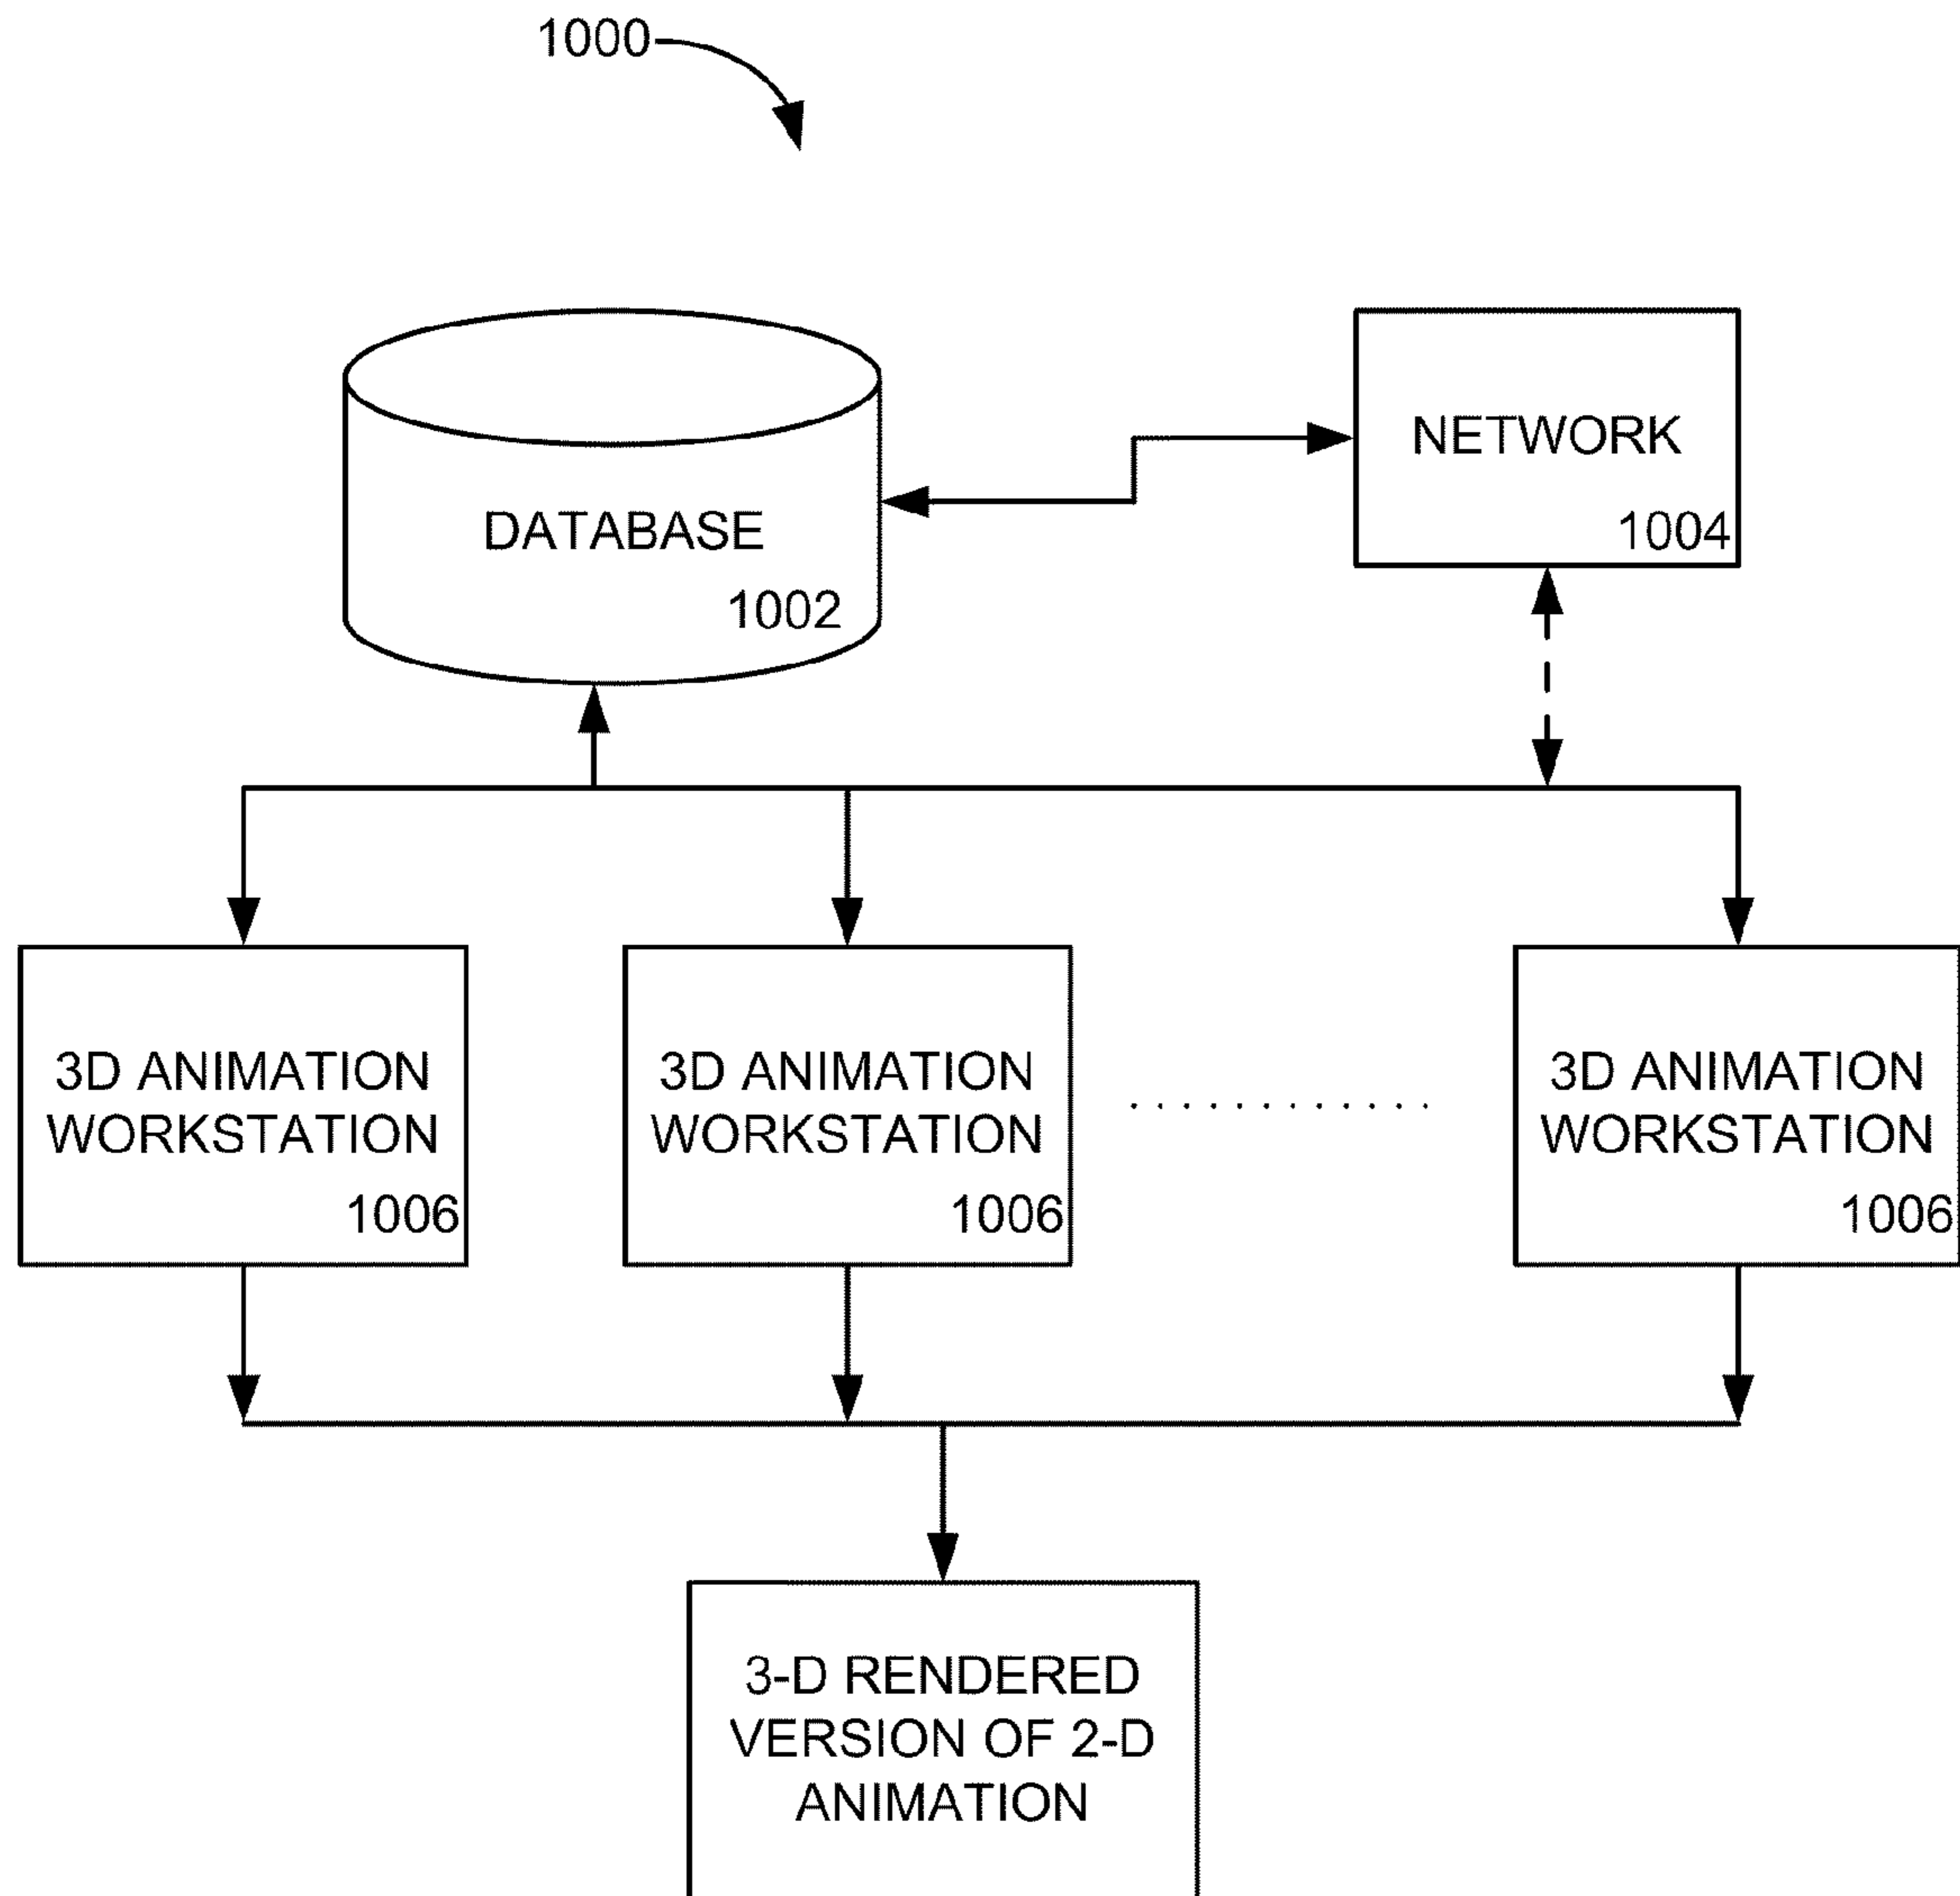 1000
NETWORK
1004
DATABASE
1002
3D ANIMATION
WORKSTATION
1006
3D ANIMATION
WORKSTATION
1006
............
3D ANIMATION
WORKSTATION
1006
3-D RENDERED
VERSION OF 2-D
ANIMATION